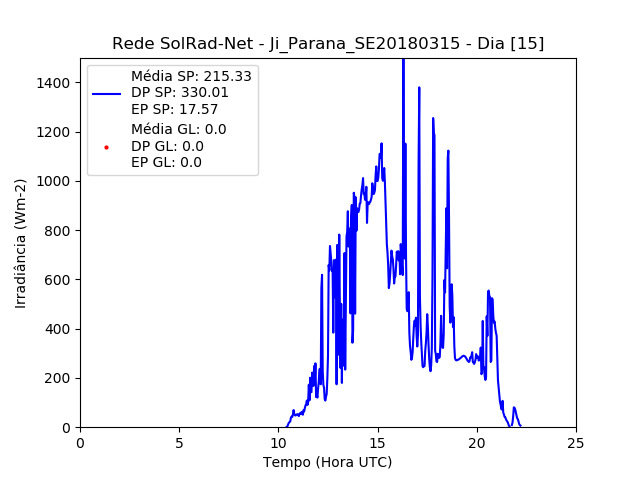 Rede SolRad-Net - Ji_Parana_SE20180315 - Dia [15]
Média SP: 215.33
DP SP: 330.01
EP SP: 17.57
Média GL: 0.0
DP GL: 0.0
EP GL: 0.0
1400
1200
1000
800
600
400
200
0
Irradiância (Wm-2)
0 5 10 15 20 25
Tempo (Hora UTC)